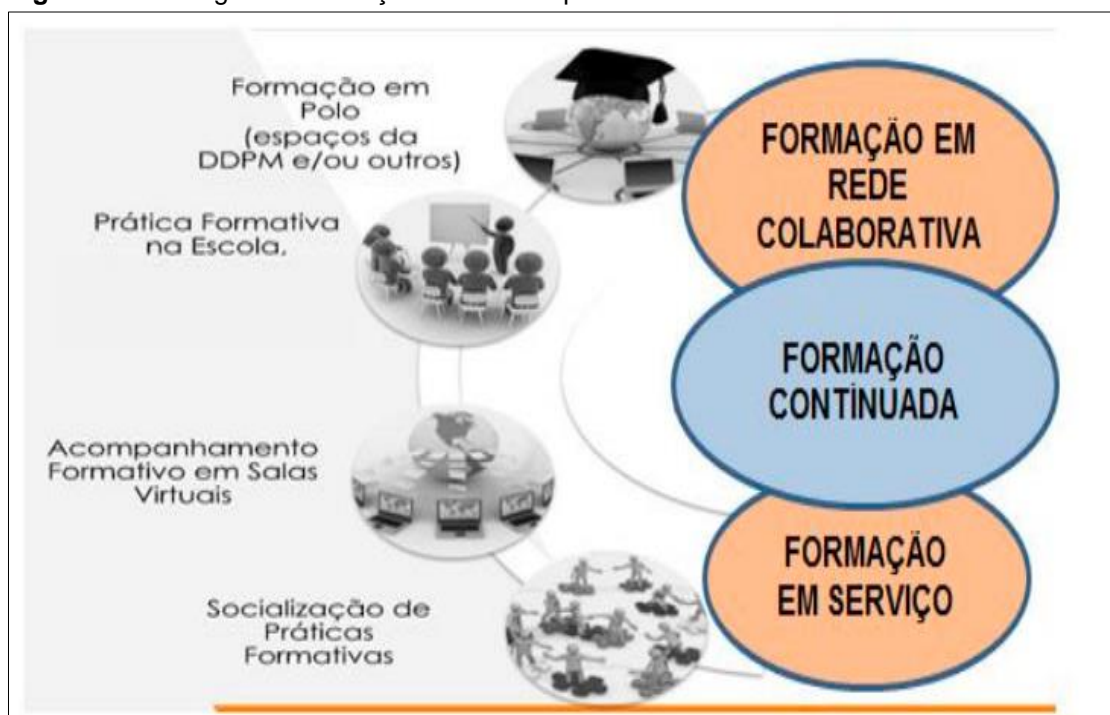 Formação em
Polo
(espaços da
DDPM e/ou outros)
Prática Formativa
na Escola,
Acompanhamento
Formativo em Salas
Virtuais
Socialização de
Práticas
Formativas
FORMAÇÃO EM
REDE
COLABORATIVA
FORMAÇÃO
CONTINUADA
FORMAÇÃO
EM SERVIÇO